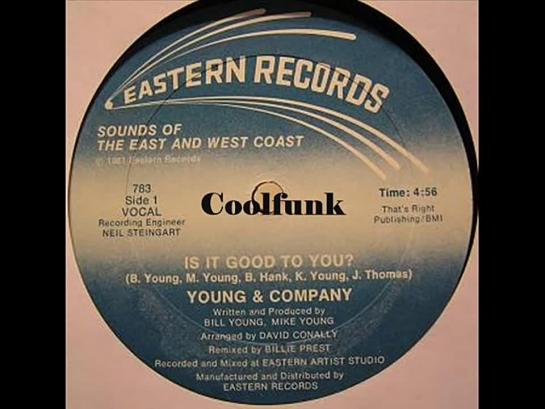 EASTERN RECORDS
SOUNDS OF
THE EAST AND WEST COAST
℗ 1981 Eastern Records
783
Side 1
VOCAL
Recording Engineer
NEIL STEINGART
Time: 4:56
That's Right
Publishing/BMI
Coolfunk
IS IT GOOD TO YOU?
(B. Young, M. Young, B. Hank, K. Young, J. Thomas)
YOUNG & COMPANY
Written and Produced by
BILL YOUNG, MIKE YOUNG
Arranged by DAVID CONALLY
Remixed by BILLIE PREST
Recorded and Mixed at EASTERN ARTIST STUDIO
Manufactured and Distributed by
EASTERN RECORDS